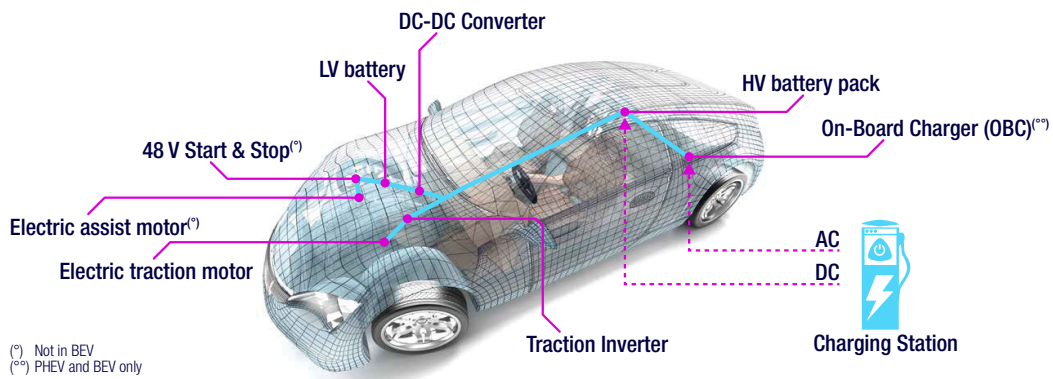 DC-DC Converter
LV battery
HV battery pack
On-Board Charger (OBC)(°°)
48 V Start & Stop(°)
Electric assist motor(°)
Electric traction motor
AC
DC
Traction Inverter
Charging Station
(°) Not in BEV
(°°) PHEV and BEV only